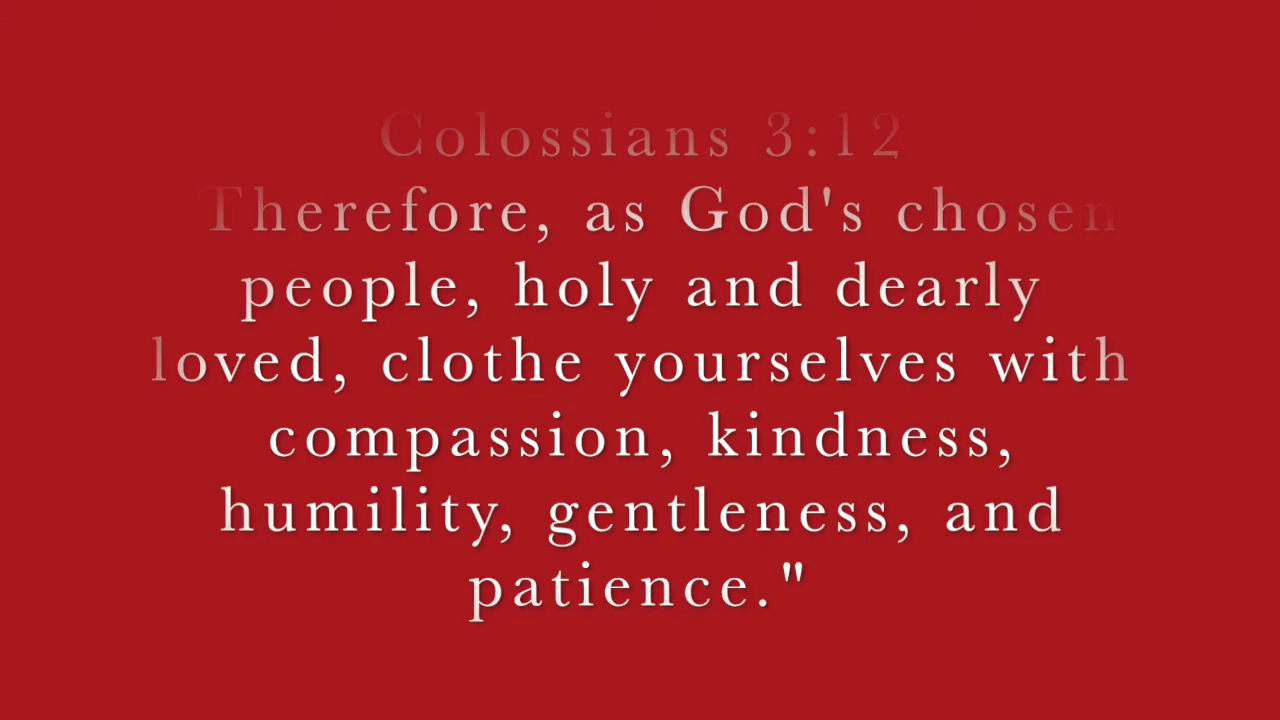 Colossians 3:12
Therefore, as God's chosen
people, holy and dearly
loved, clothe yourselves with
compassion, kindness,
humility, gentleness, and
patience."